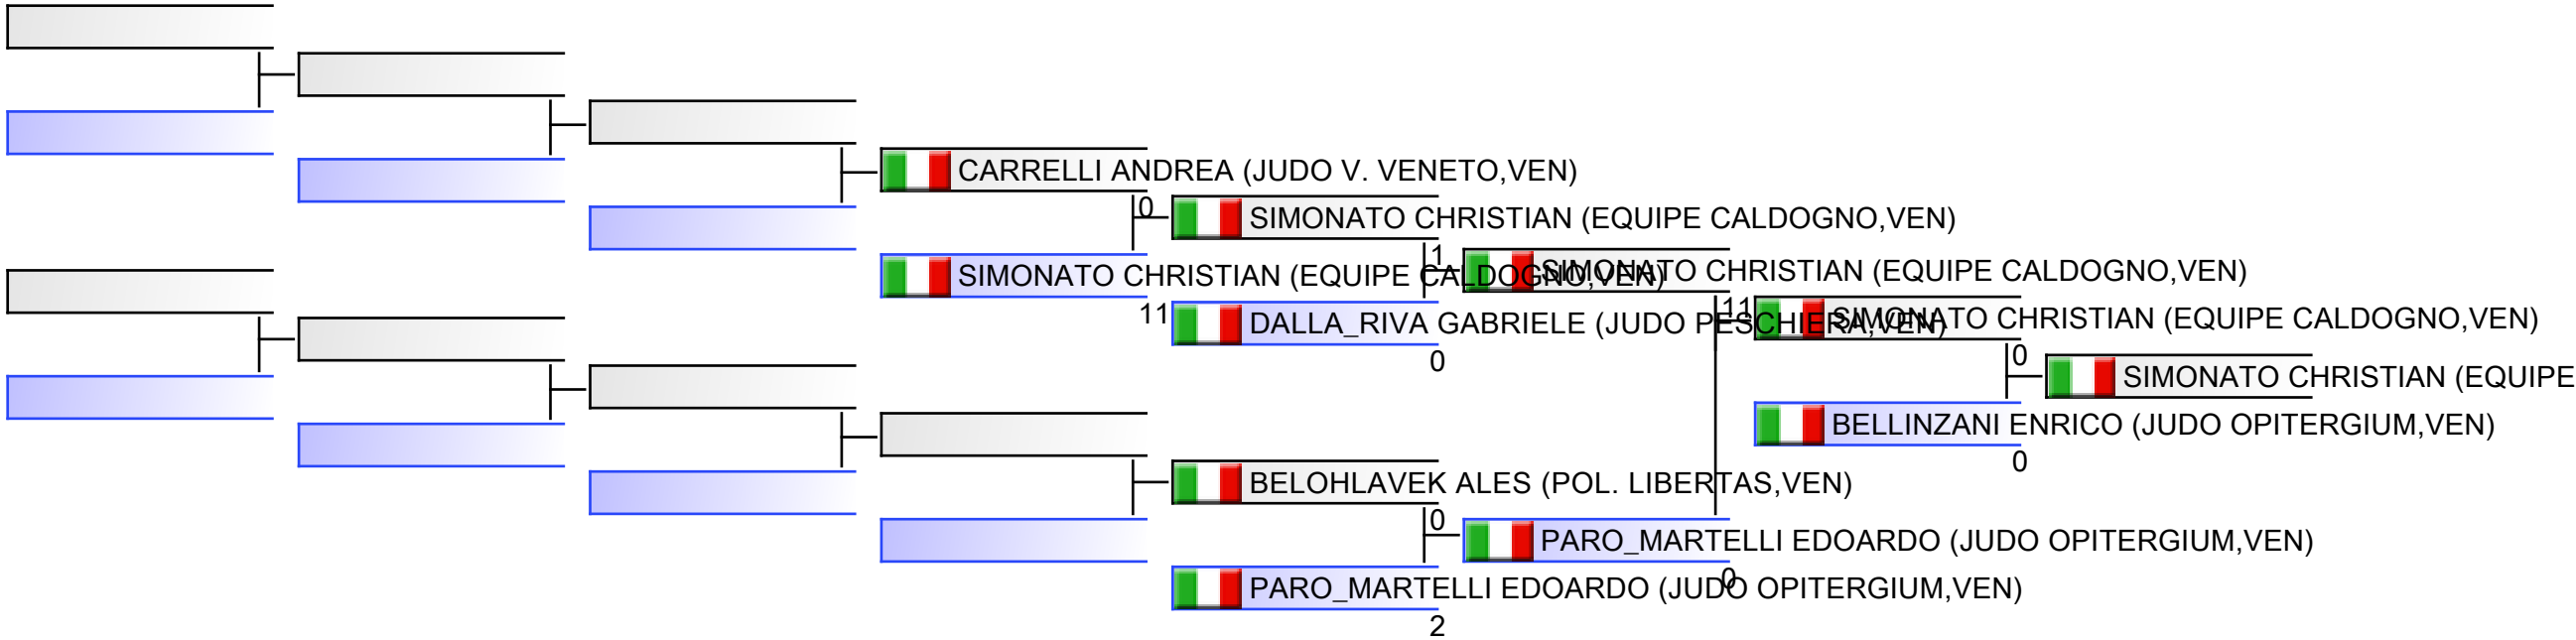 CARRELLI ANDREA (JUDO V. VENETO,VEN)
0
SIMONATO CHRISTIAN (EQUIPE CALDOGNO,VEN)
1
SIMONATO CHRISTIAN (EQUIPE CALDOGNO,VEN)
SIMONATO CHRISTIAN (EQUIPE CALDOGNO,VEN)
11
11
SIMONATO CHRISTIAN (EQUIPE CALDOGNO,VEN)
DALLA_RIVA GABRIELE (JUDO PESCHIERA,VEN)
0
0
SIMONATO CHRISTIAN (EQUIPE
BELLINZANI ENRICO (JUDO OPITERGIUM,VEN)
0
BELOHLAVEK ALES (POL. LIBERTAS,VEN)
0
PARO_MARTELLI EDOARDO (JUDO OPITERGIUM,VEN)
0
PARO_MARTELLI EDOARDO (JUDO OPITERGIUM,VEN)
2